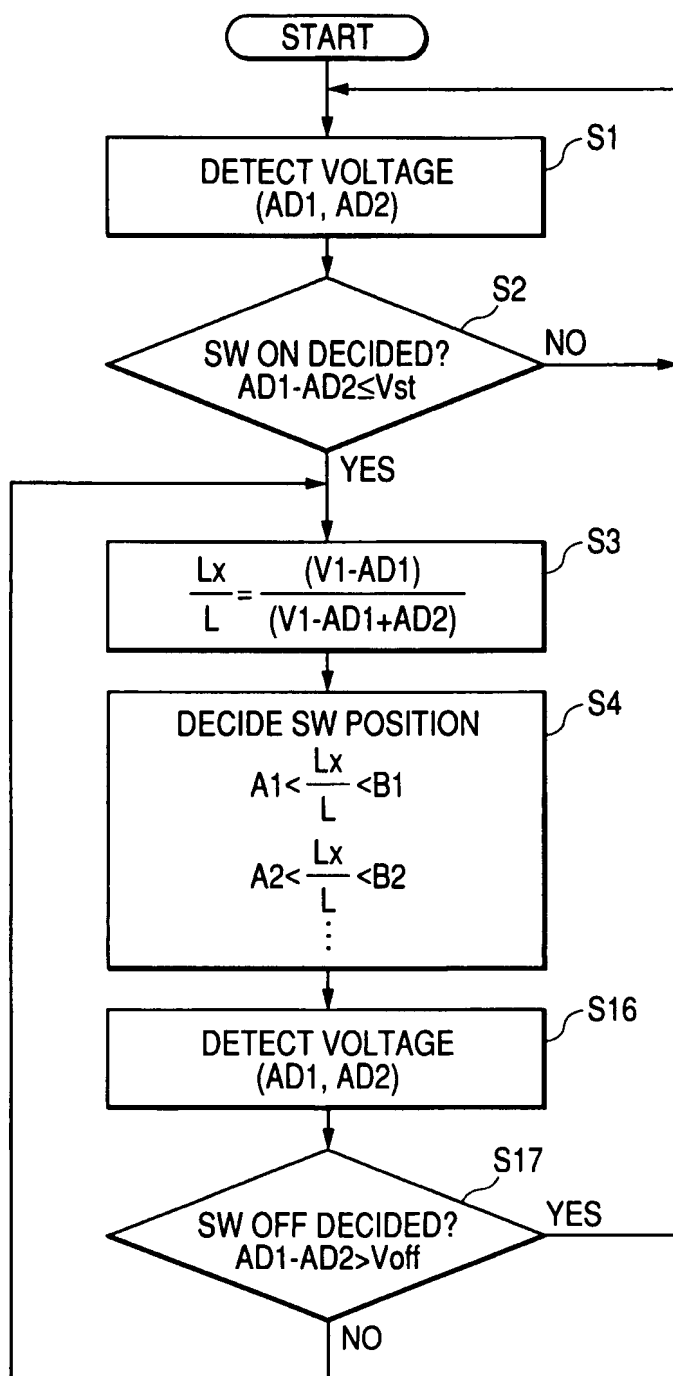 START
S1
DETECT VOLTAGE
(AD1, AD2)
S2
SW ON DECIDED?
AD1-AD2≤Vst
NO
YES
S3
Lx
L
=
(V1-AD1)
(V1-AD1+AD2)
S4
DECIDE SW POSITION
A1< Lx <B1
L
A2< Lx <B2
L
⋮
S16
DETECT VOLTAGE
(AD1, AD2)
S17
SW OFF DECIDED?
AD1-AD2>Voff
YES
NO